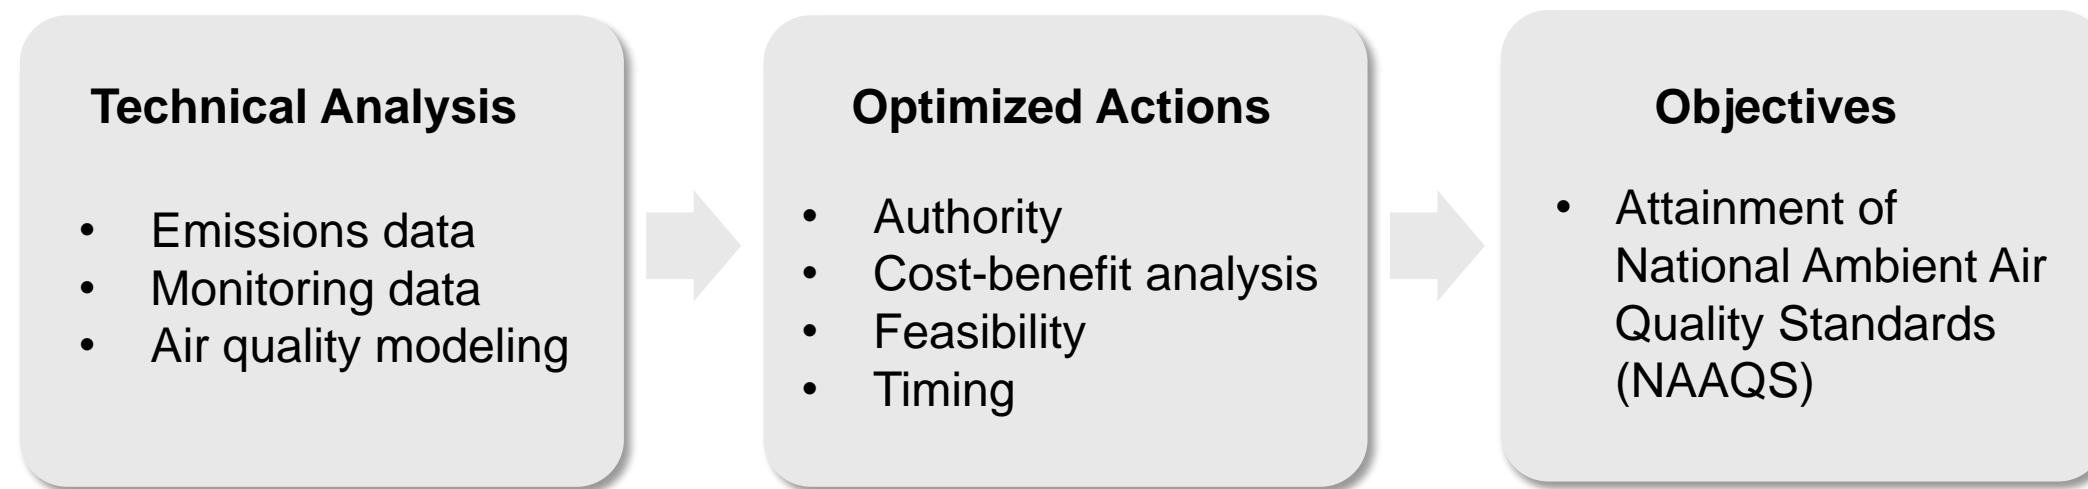 Technical Analysis
• Emissions data
• Monitoring data
• Air quality modeling
Optimized Actions
• Authority
• Cost-benefit analysis
• Feasibility
• Timing
Objectives
• Attainment of
National Ambient Air
Quality Standards
(NAAQS)